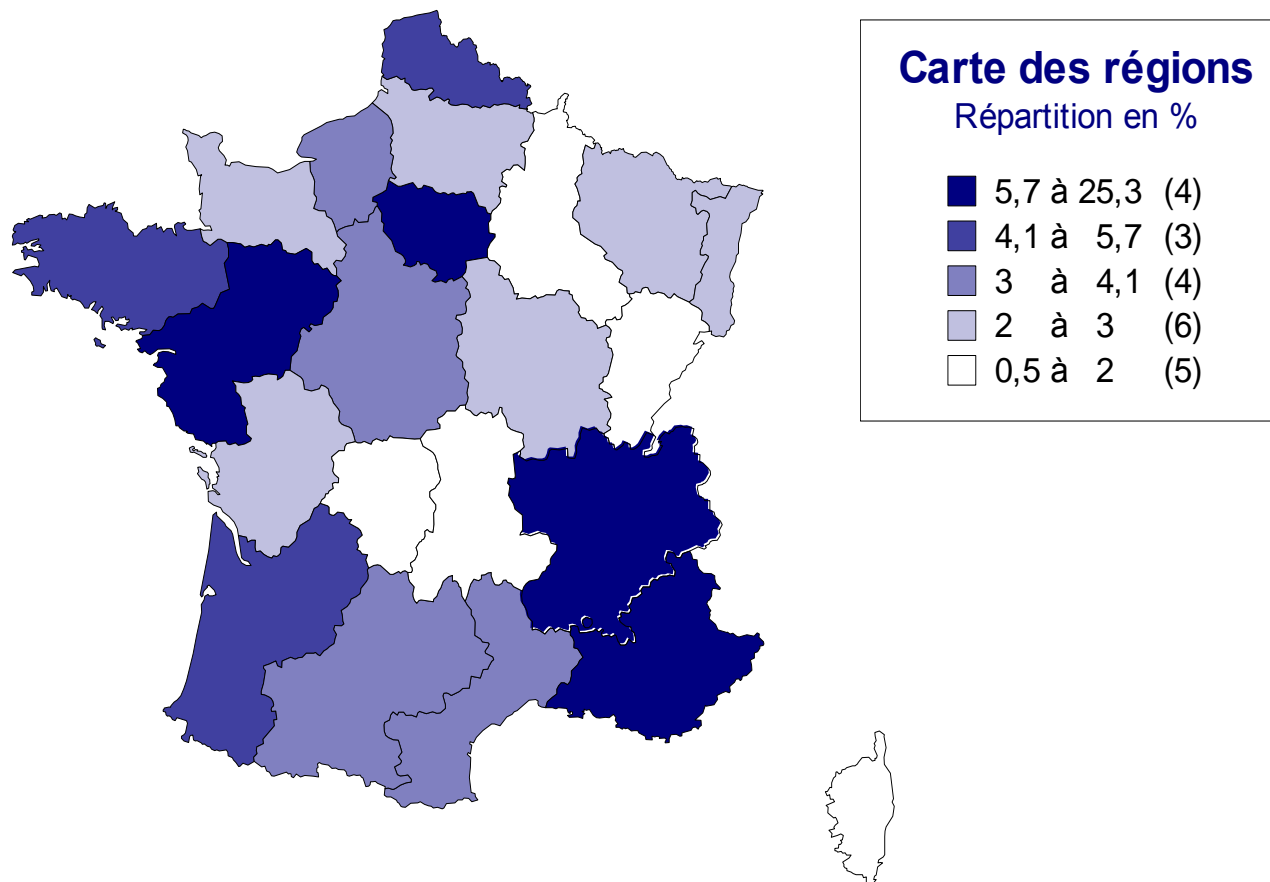 Carte des régions
Répartition en %
5,7 à 25,3 (4)
4,1 à 5,7 (3)
3 à 4,1 (4)
2 à 3 (6)
0,5 à 2 (5)